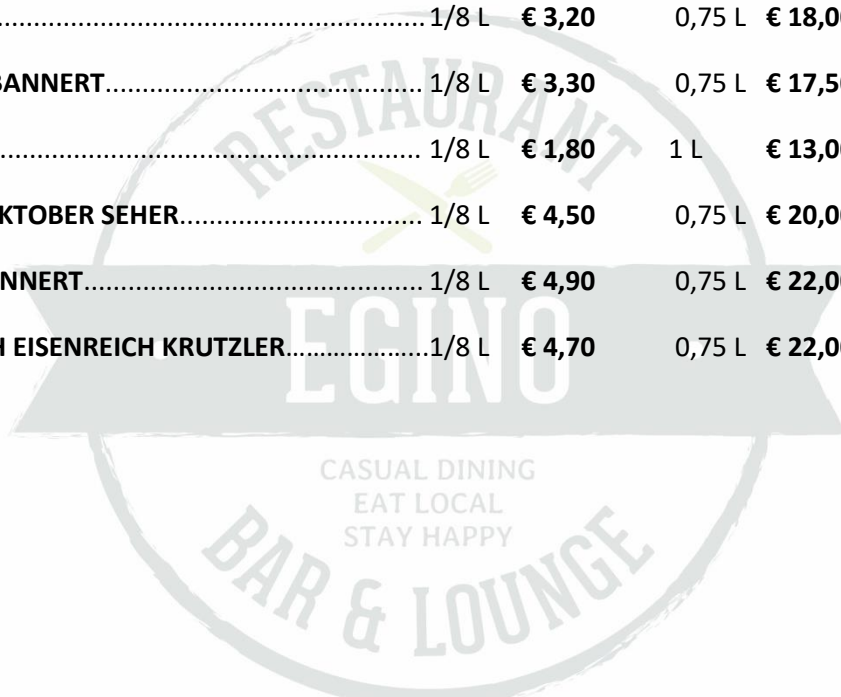 1/8 L € 3,20 0,75 L € 18,00
BANNERT 1/8 L € 3,30 0,75 L € 17,50
1/8 L € 1,80 1 L € 13,00
KTOBER SEHER 1/8 L € 4,50 0,75 L € 20,00
NNERT 1/8 L € 4,90 0,75 L € 22,00
H EISENREICH KRUTZLER 1/8 L € 4,70 0,75 L € 22,00
RESTAURANT
EGINO
CASUAL DINING
EAT LOCAL
STAY HAPPY
BAR & LOUNGE